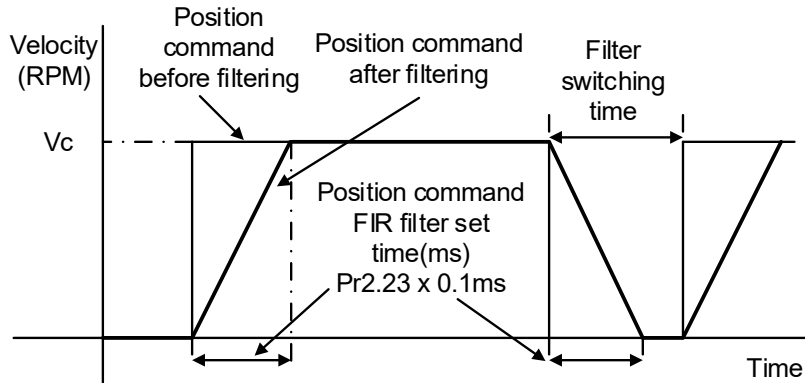 Velocity
(RPM)
Position
command
before filtering
Position command
after filtering
Filter
switching
time
Vc
Position command
FIR filter set
time(ms)
Pr2.23 x 0.1ms
Time